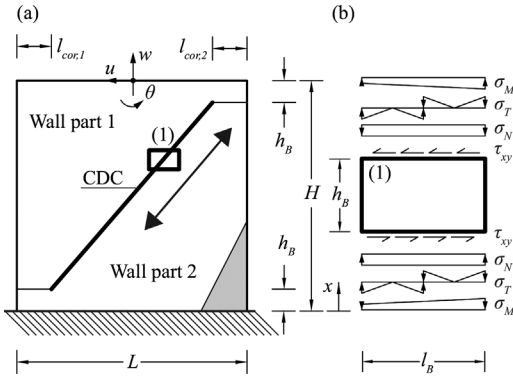 (a)
(b)
l_cor,1
w
l_cor,2
u
θ
Wall part 1
(1)
CDC
Wall part 2
h_B
H
h_B
L
σ_M
σ_T
σ_N
τ_xy
(1)
h_B
τ_xy
σ_N
x
σ_T
σ_M
l_B